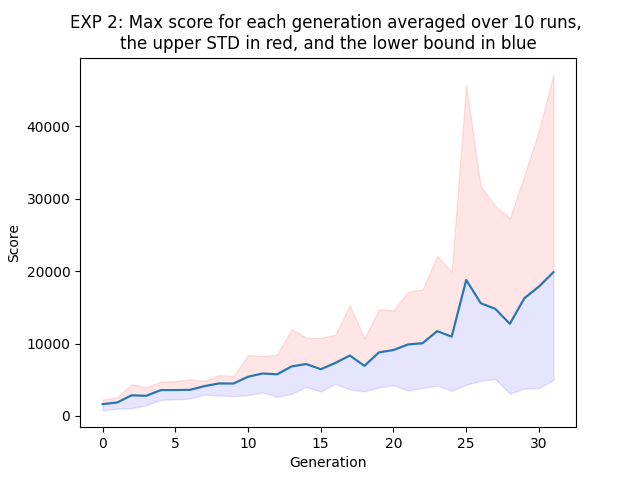 EXP 2: Max score for each generation averaged over 10 runs,
the upper STD in red, and the lower bound in blue
40000
30000
20000
10000
0
Score
0 5 10 15 20 25 30
Generation